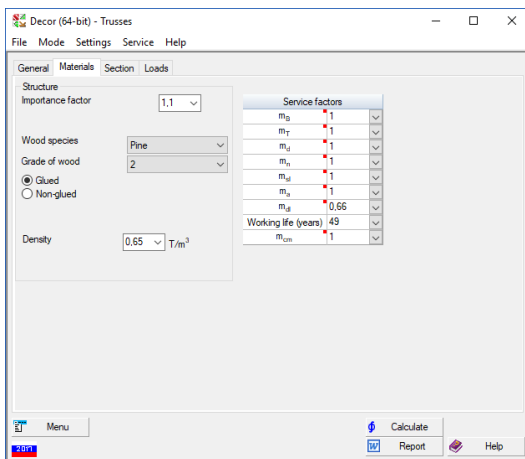 Decor (64-bit) - Trusses
File Mode Settings Service Help
General Materials Section Loads
Structure
Importance factor 1,1
Wood species Pine
Grade of wood 2
Glued
Non-glued
Density 0,65 T/m³
Service factors
mB 1
mT 1
md 1
mn 1
msl 1
ma 1
mdl 0,66
Working life (years) 49
mcm 1
Menu
Calculate
Report
Help